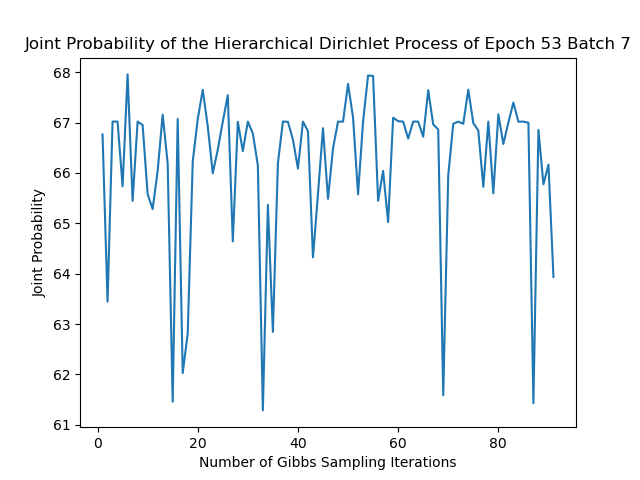 Joint Probability of the Hierarchical Dirichlet Process of Epoch 53 Batch 7
68
67
66
65
64
63
62
61
Joint Probability
0 20 40 60 80
Number of Gibbs Sampling Iterations